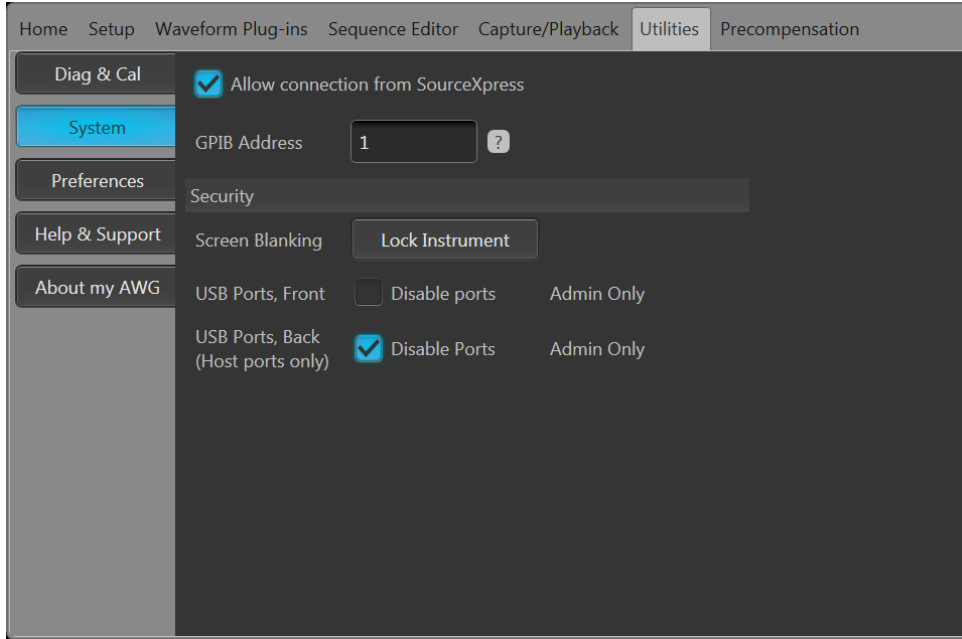 Home Setup Waveform Plug-ins Sequence Editor Capture/Playback Utilities Precompensation
Diag & Cal
System
Preferences
Help & Support
About my AWG
Allow connection from SourceXpress
GPIB Address 1 ?
Security
Screen Blanking Lock Instrument
USB Ports, Front Disable ports Admin Only
USB Ports, Back
(Host ports only) Disable Ports Admin Only